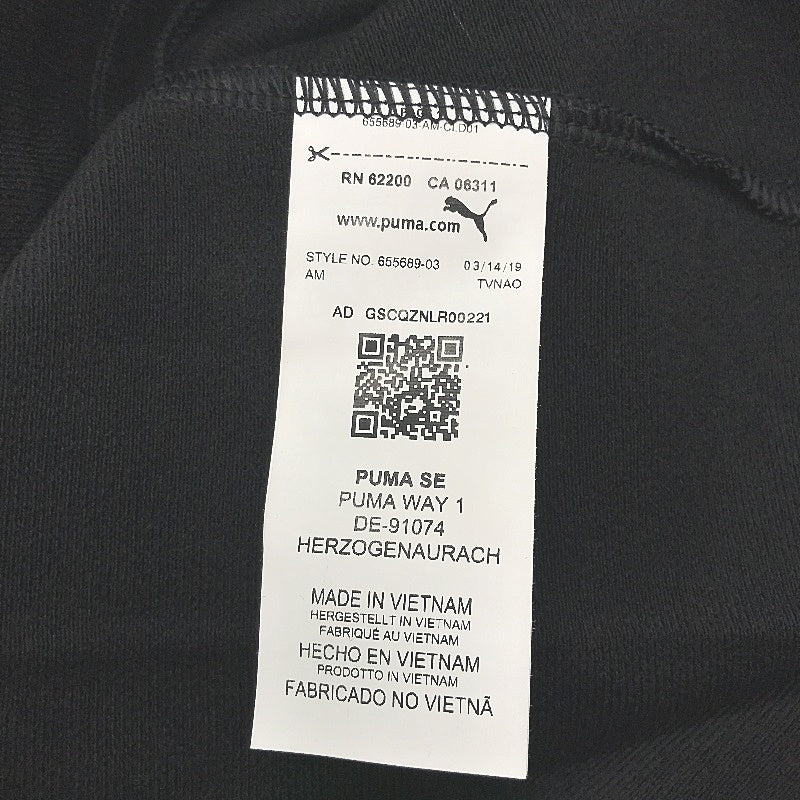 655689-03-AM-CLD01
RN 62200 CA 06311
www.puma.com
STYLE NO. 655689-03 03/14/19
AM TVNAO
AD GSCQZNLR00221
PUMA SE
PUMA WAY 1
DE-91074
HERZOGENAURACH
MADE IN VIETNAM
HERGESTELLT IN VIETNAM
FABRIQUÉ AU VIETNAM
HECHO EN VIETNAM
PRODOTTO IN VIETNAM
FABRICADO NO VIETNÃ